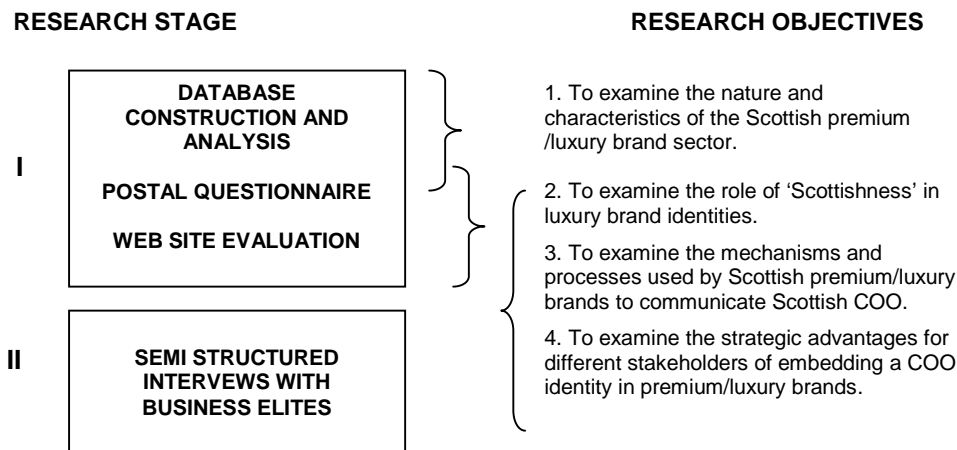 RESEARCH STAGE
RESEARCH OBJECTIVES
I
DATABASE
CONSTRUCTION AND
ANALYSIS
POSTAL QUESTIONNAIRE
WEB SITE EVALUATION
1. To examine the nature and
characteristics of the Scottish premium
/luxury brand sector.
2. To examine the role of ‘Scottishness’ in
luxury brand identities.
3. To examine the mechanisms and
processes used by Scottish premium/luxury
brands to communicate Scottish COO.
4. To examine the strategic advantages for
different stakeholders of embedding a COO
identity in premium/luxury brands.
II
SEMI STRUCTURED
INTERVEWS WITH
BUSINESS ELITES